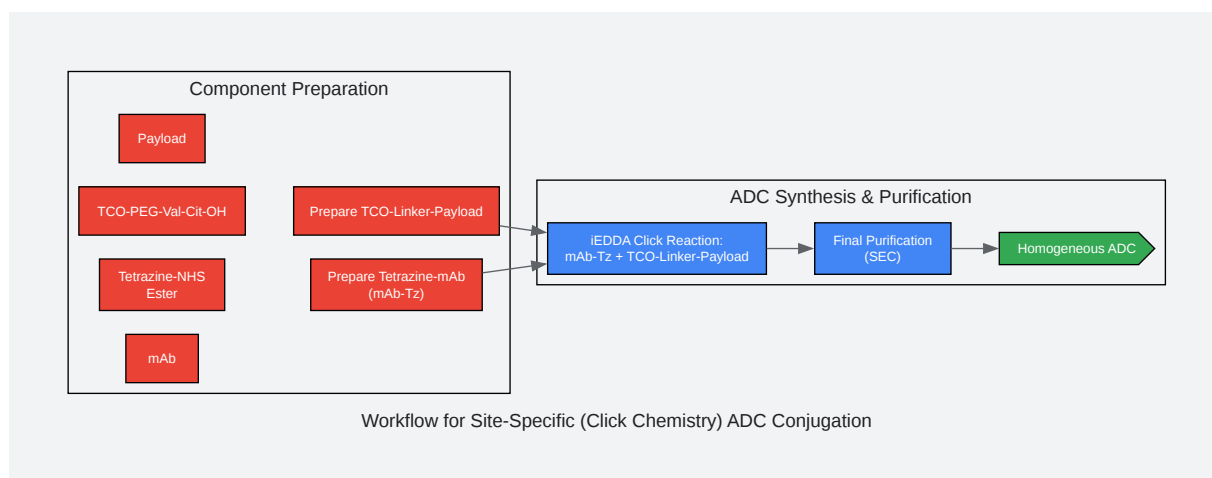 Component Preparation
Payload
TCO-PEG-Val-Cit-OH
Tetrazine-NHS
Ester
mAb
Prepare TCO-Linker-Payload
Prepare Tetrazine-mAb
(mAb-Tz)
ADC Synthesis & Purification
iEDDA Click Reaction:
mAb-Tz + TCO-Linker-Payload
Final Purification
(SEC)
Homogeneous ADC
Workflow for Site-Specific (Click Chemistry) ADC Conjugation